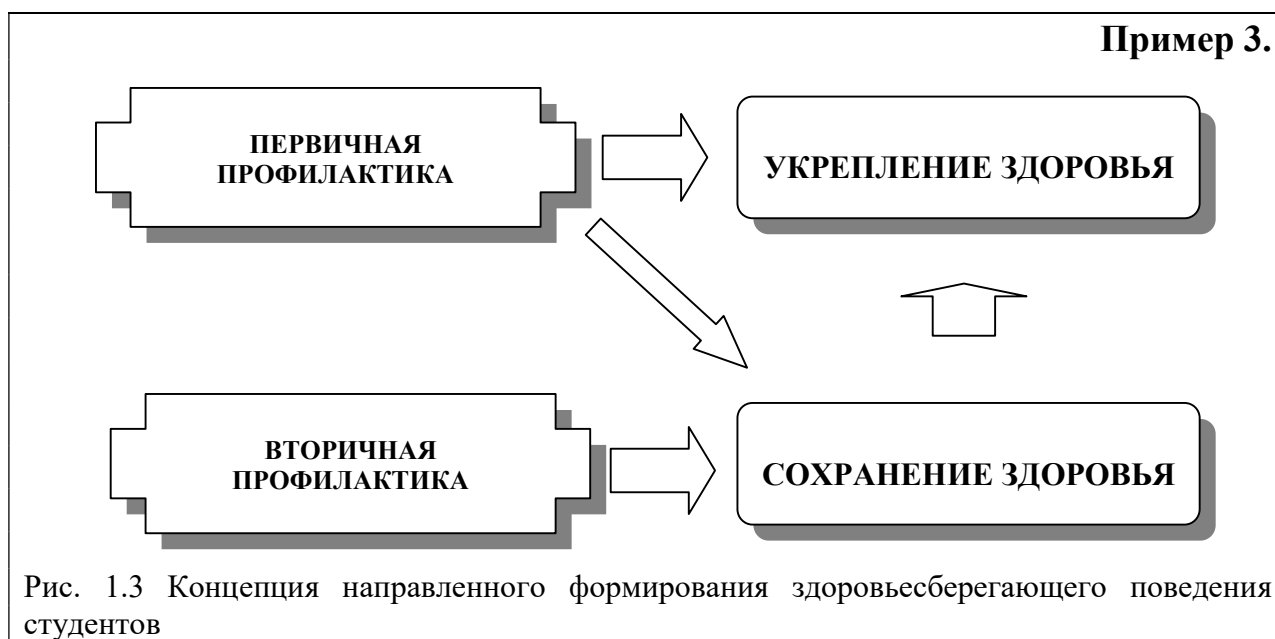 Пример 3.
ПЕРВИЧНАЯ
ПРОФИЛАКТИКА
УКРЕПЛЕНИЕ ЗДОРОВЬЯ
ВТОРИЧНАЯ
ПРОФИЛАКТИКА
СОХРАНЕНИЕ ЗДОРОВЬЯ
Рис. 1.3 Концепция направленного формирования здоровьесберегающего поведения
студентов